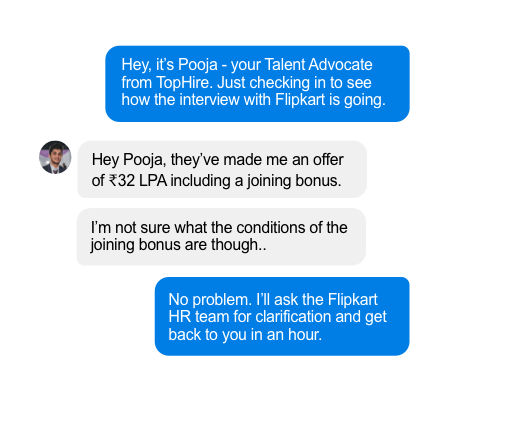 Hey, it's Pooja - your Talent Advocate
from TopHire. Just checking in to see
how the interview with Flipkart is going.
Hey Pooja, they've made me an offer
of ₹32 LPA including a joining bonus.
I'm not sure what the conditions of the
joining bonus are though..
No problem. I'll ask the Flipkart
HR team for clarification and get
back to you in an hour.